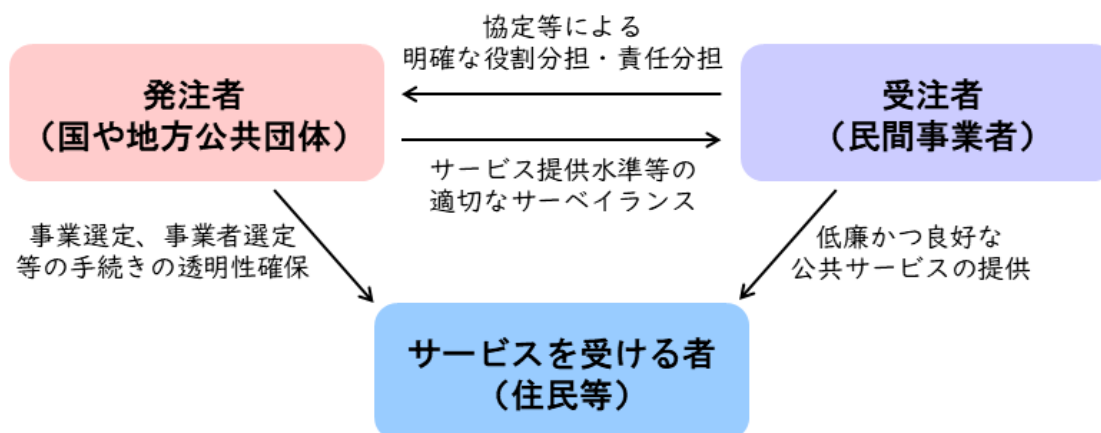 協定等による
明確な役割分担・責任分担
発注者
（国や地方公共団体）
受注者
（民間事業者）
サービス提供水準等の
適切なサーベイランス
事業選定、事業者選定
等の手続きの透明性確保
低廉かつ良好な
公共サービスの提供
サービスを受ける者
（住民等）